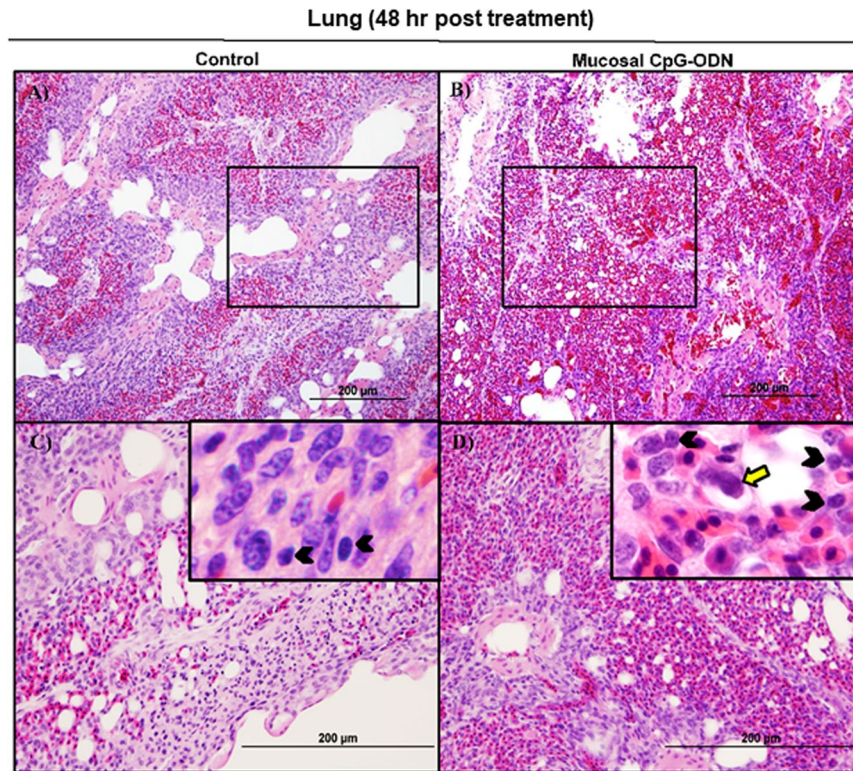 Lung (48 hr post treatment)
Control
Mucosal CpG-ODN
A)
B)
200 µm
200 µm
C)
D)
200 µm
200 µm